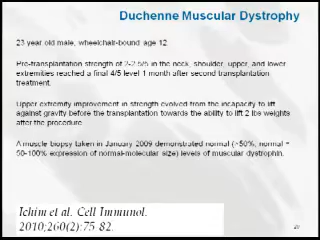 Duchenne Muscular Dystrophy
23 year old male, wheelchair-bound age 12.
Pre-transplantation strength of 2-2.5/5 in the neck, shoulder, upper, and lower
extremities reached a final 4/5 level 1 month after second transplantation
treatment.
Upper extremity improvement in strength evolved from the incapacity to lift
against gravity before the transplantation towards the ability to lift 2 lbs weights
after the procedure.
A muscle biopsy taken in January 2009 demonstrated normal (>50%, normal =
50-100% expression of normal-molecular size) levels of muscular dystrophin.
Ichim et al. Cell Immunol.
2010;260(2):75-82.